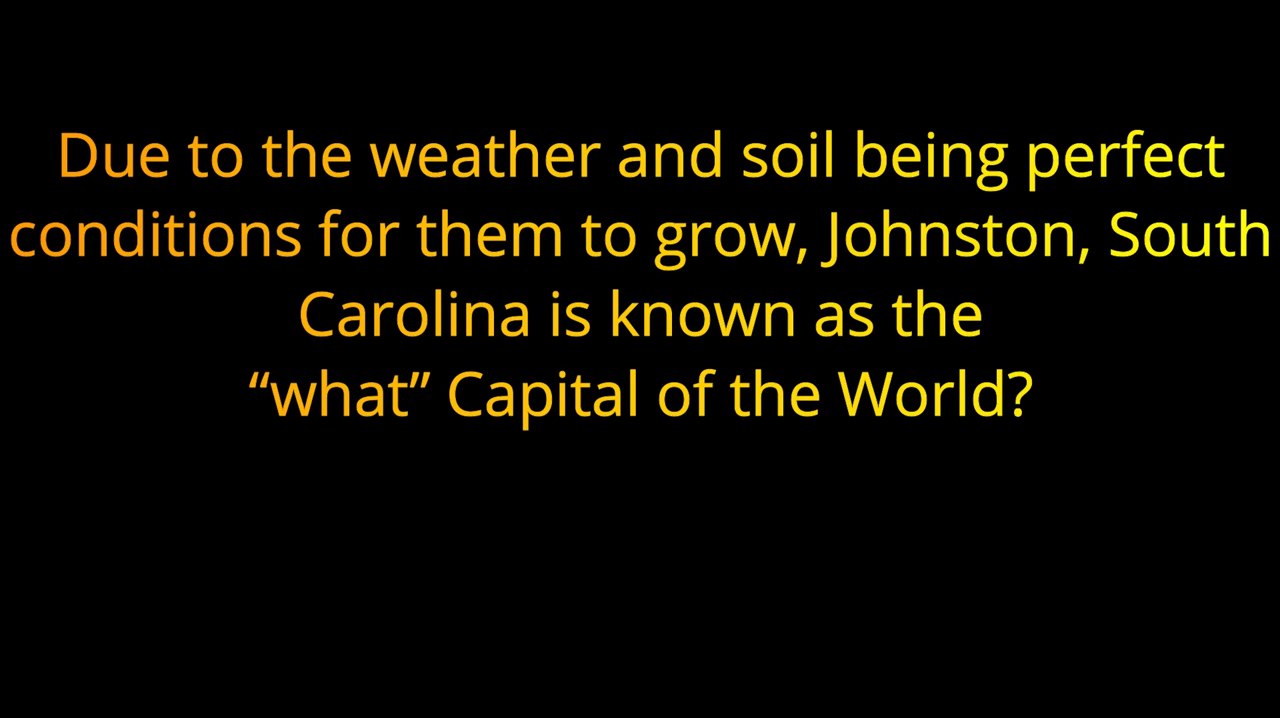 Due to the weather and soil being perfect
conditions for them to grow, Johnston, South
Carolina is known as the
“what” Capital of the World?